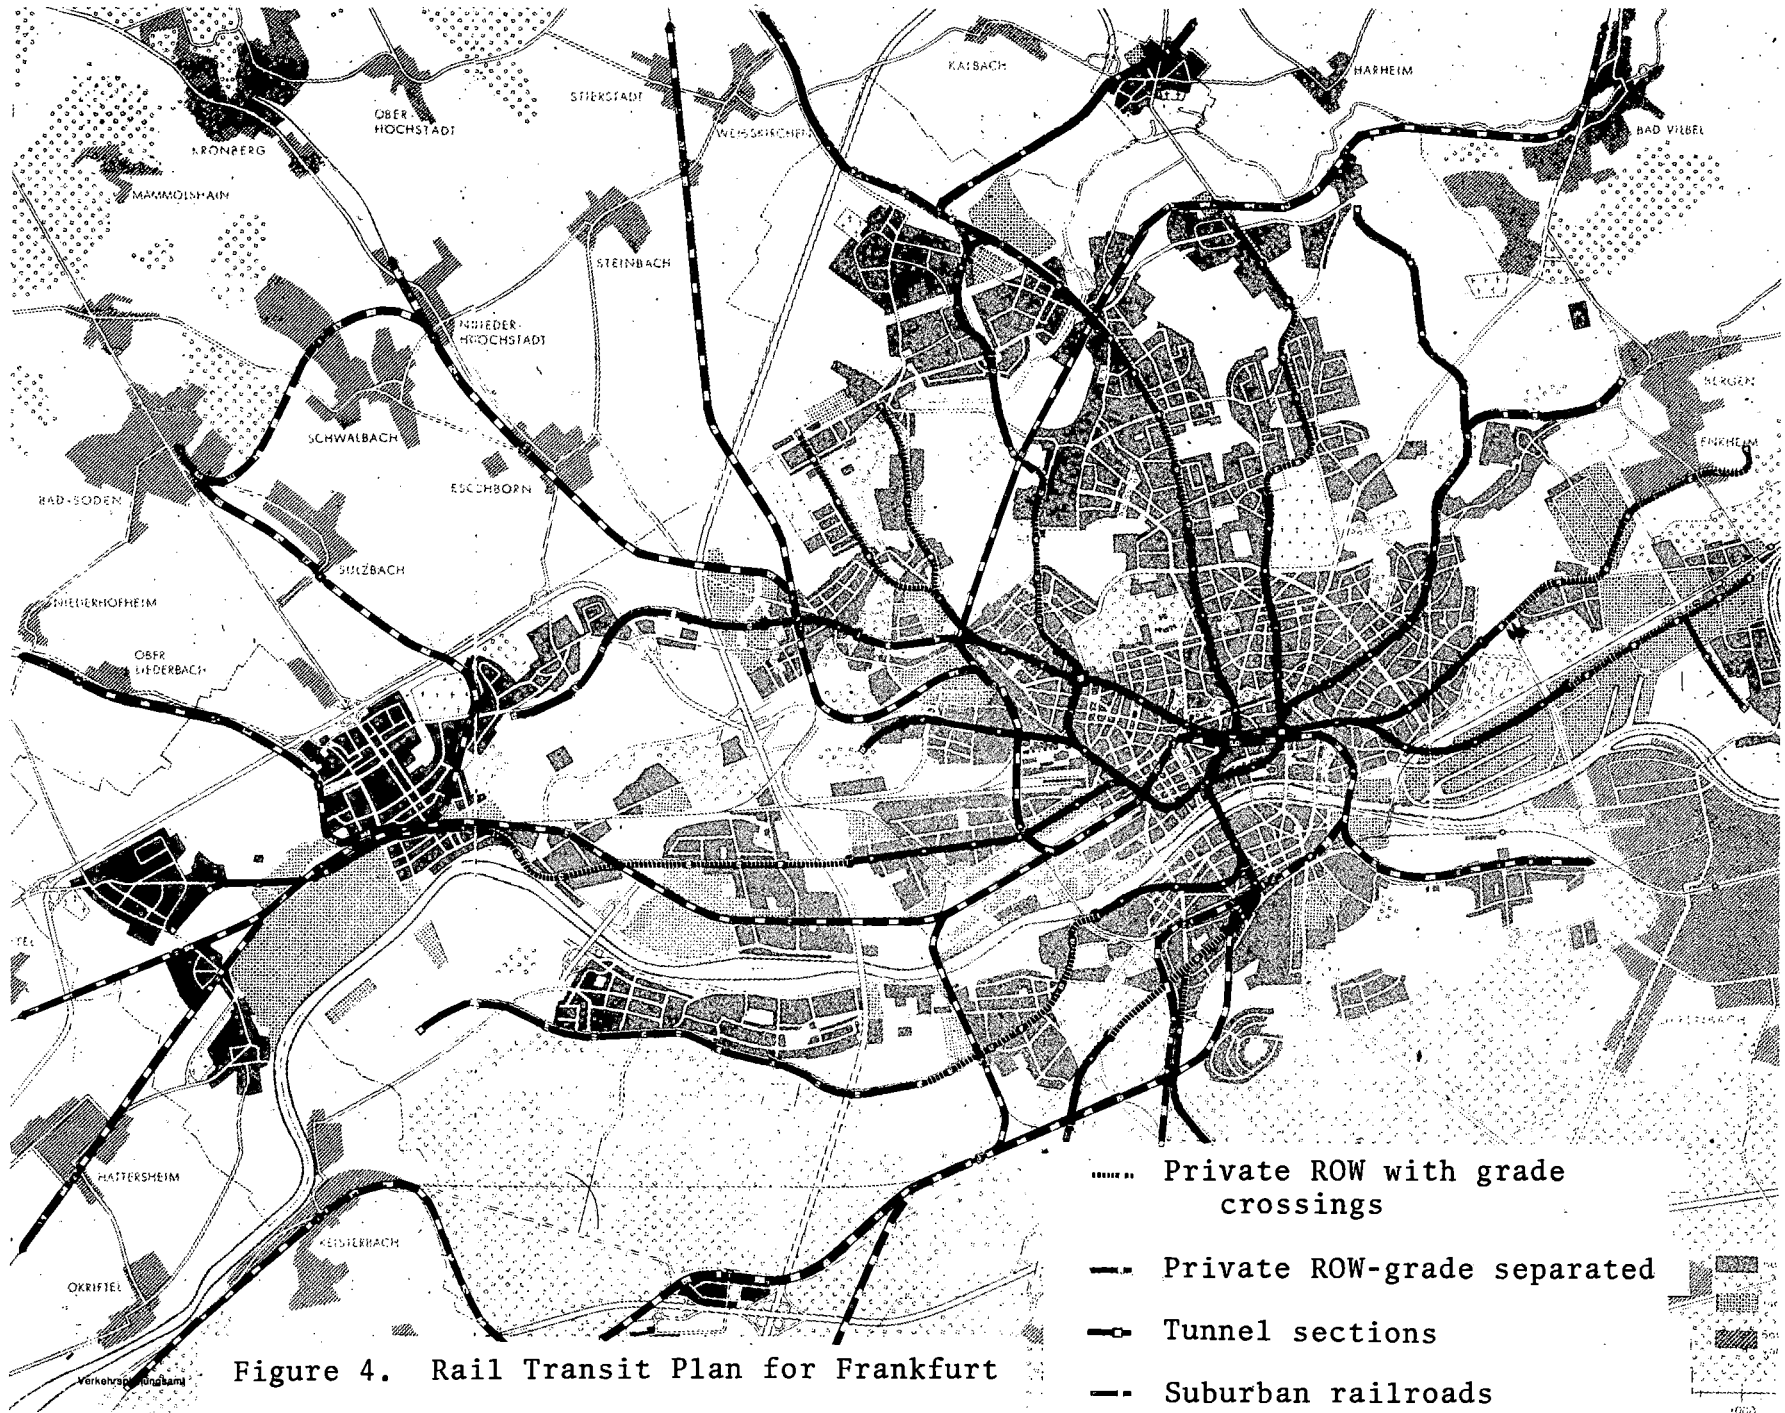 KALBACH
HARHEIM
STIERSTADT
OBER-
HOCHSTADT
WEISSKIRCHEN
BAD VILBEL
KRONBERG
MAMMOLSHAIN
STEINBACH
NIEDER-
HOCHSTADT
BERGEN
SCHWALBACH
ENKHEIM
ESCHBORN
BAD-SODEN
SULZBACH
NIEDERHOFHEIM
OBER
LIEDERBACH
HATTERSHEIM
KELSTERBACH
OKRIFTEL
Private ROW with grade
crossings
Private ROW-grade separated
Tunnel sections
Suburban railroads
Figure 4. Rail Transit Plan for Frankfurt